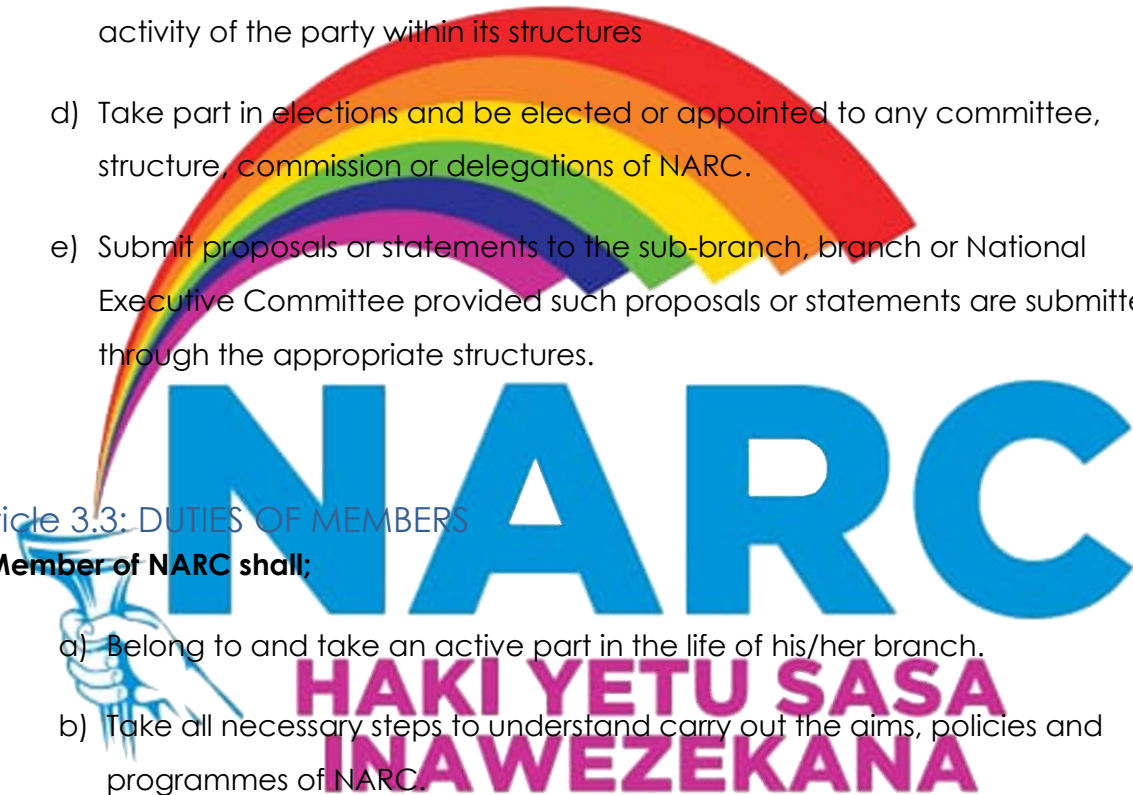 activity of the party within its structures
d) Take part in elections and be elected or appointed to any committee,
structure, commission or delegations of NARC.
e) Submit proposals or statements to the sub-branch, branch or National
Executive Committee provided such proposals or statements are submitte
through the appropriate structures.
NARC
icle 3.3: DUTIES OF MEMBERS
Member of NARC shall;
a) Belong to and take an active part in the life of his/her branch.
HAKI YETU SASA
b) Take all necessary steps to understand carry out the aims, policies and
INAWEZEKANA
programmes of NARC.